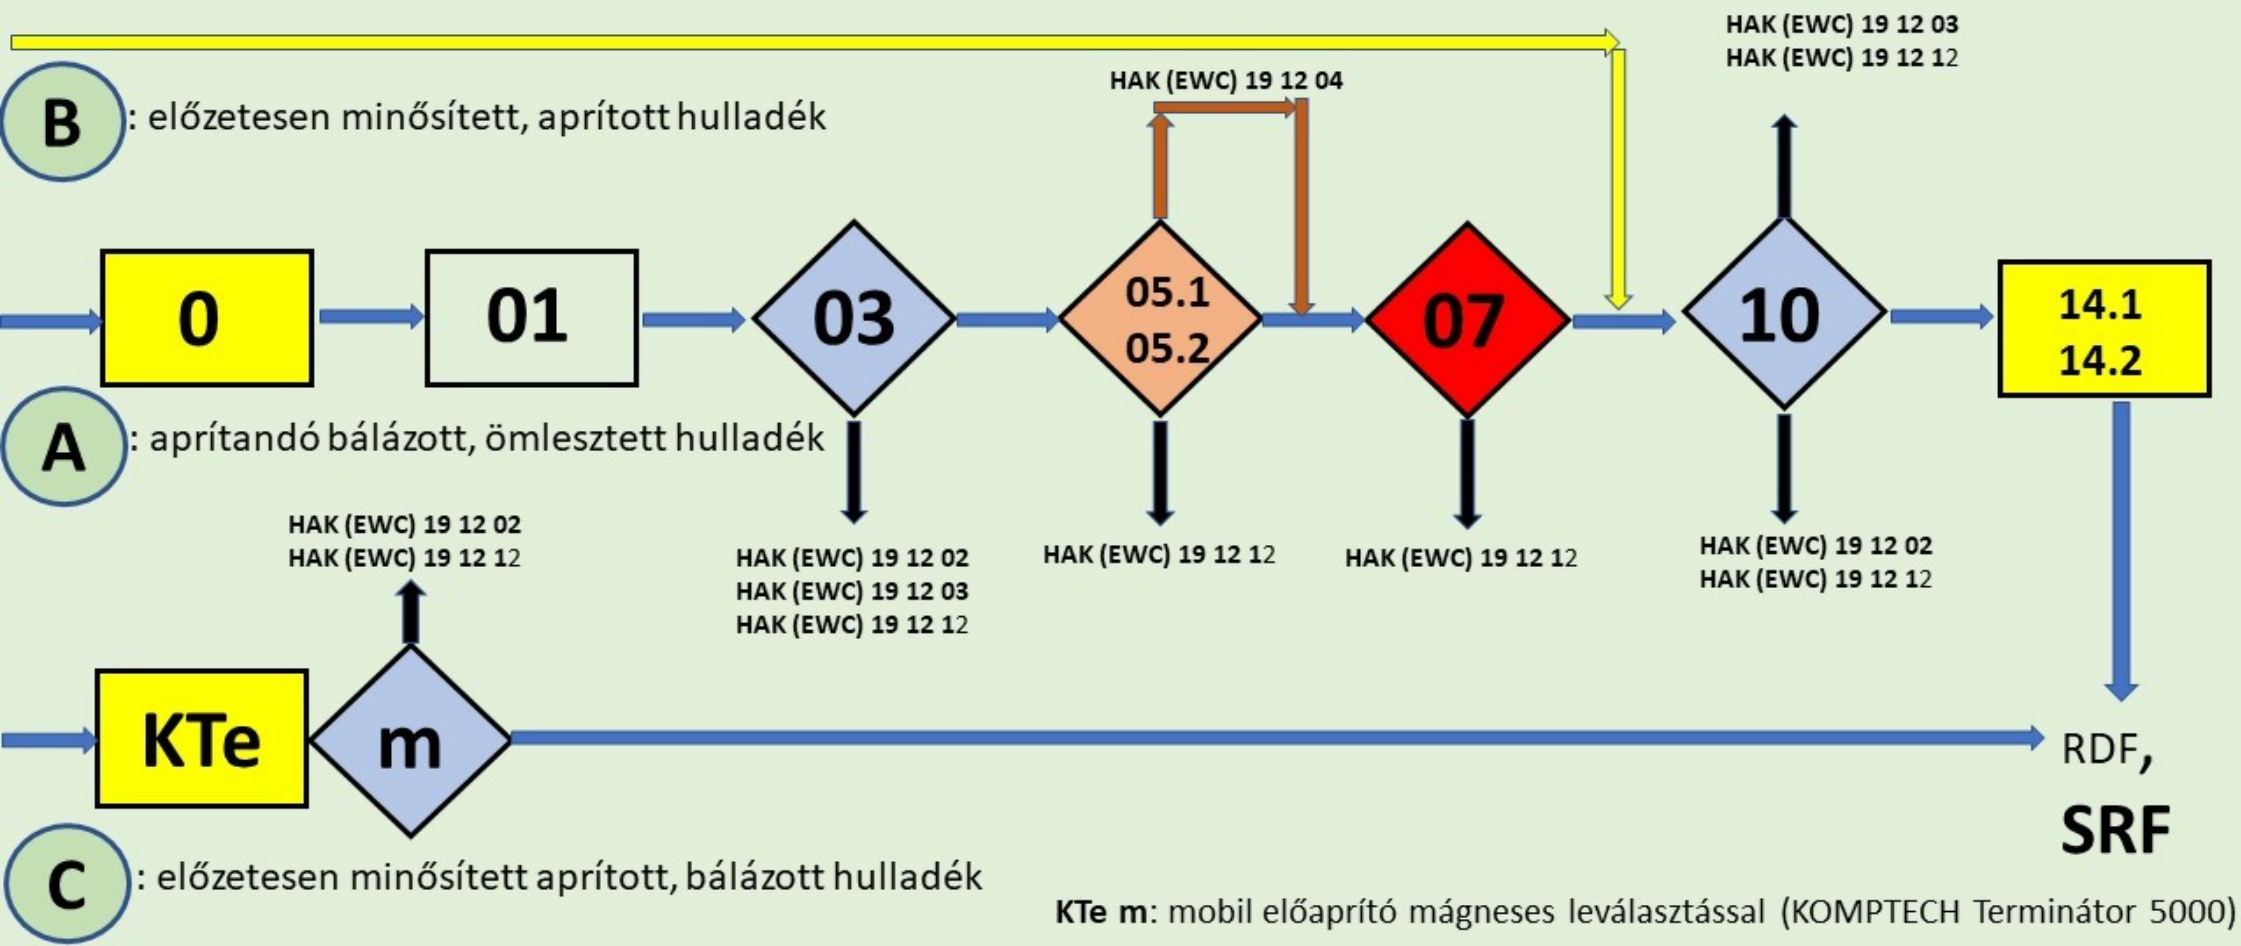 HAK (EWC) 19 12 03
HAK (EWC) 19 12 12
HAK (EWC) 19 12 04
B : előzetesen minősített, aprított hulladék
0
01
03
05.1
05.2
07
10
14.1
14.2
A : aprítandó bálázott, ömlesztett hulladék
HAK (EWC) 19 12 02
HAK (EWC) 19 12 12
HAK (EWC) 19 12 02
HAK (EWC) 19 12 03
HAK (EWC) 19 12 12
HAK (EWC) 19 12 12
HAK (EWC) 19 12 12
HAK (EWC) 19 12 02
HAK (EWC) 19 12 12
KTe
m
RDF,
SRF
C : előzetesen minősített aprított, bálázott hulladék
KTe m: mobil előaprító mágneses leválasztással (KOMPTECH Terminátor 5000)